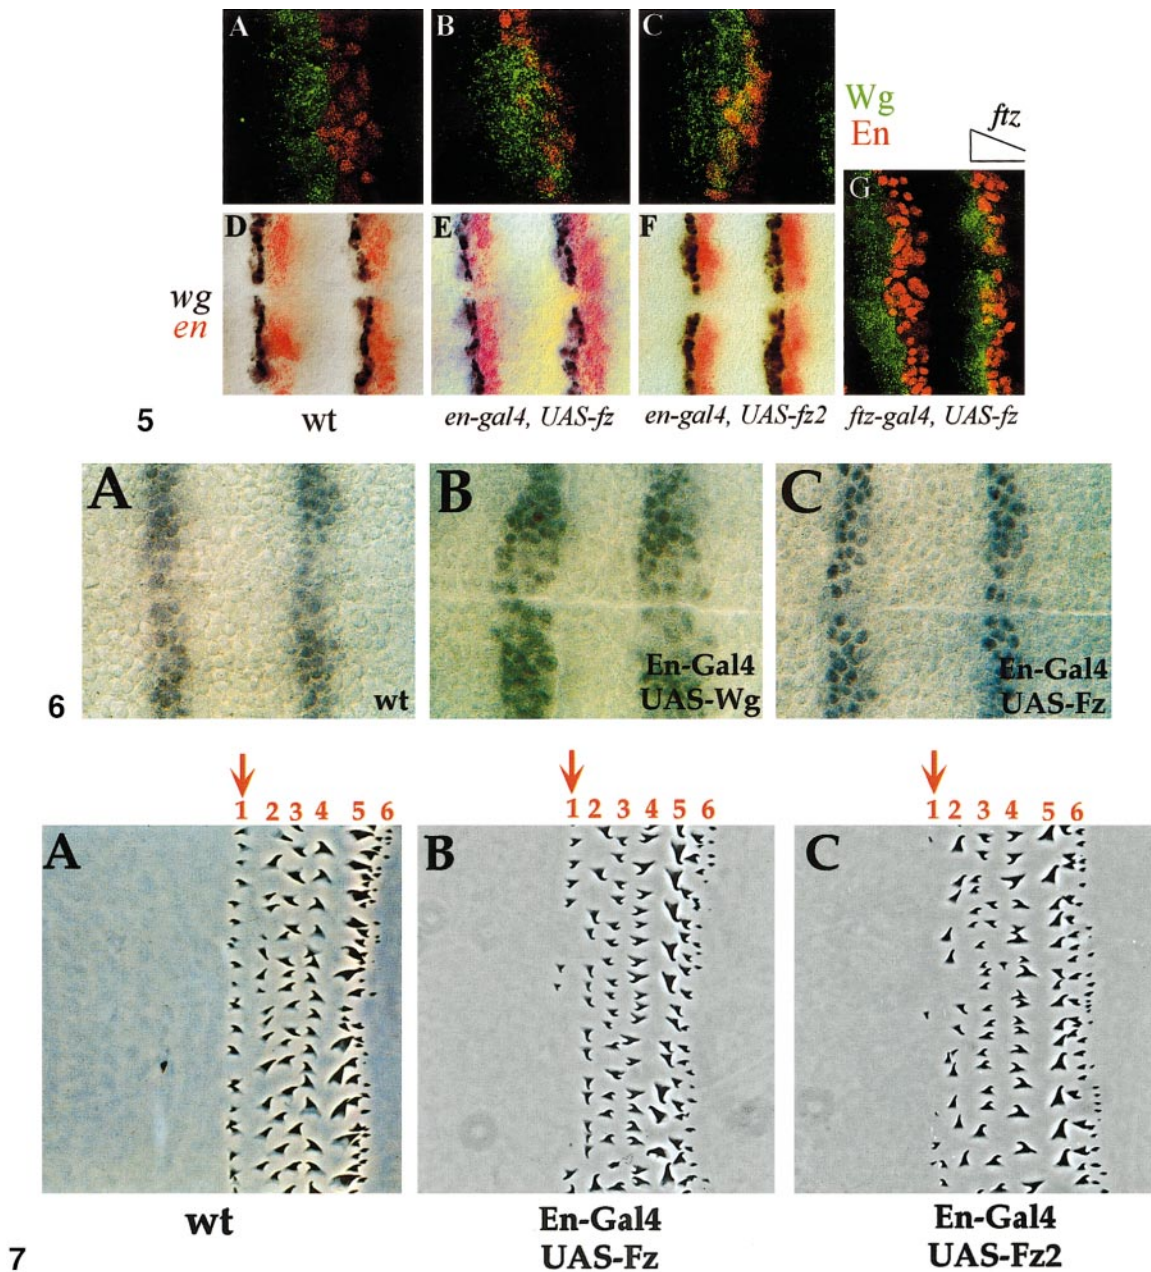 A
B
C
Wg
En
ftz
G
D
E
F
wg
en
5
wt
en-gal4, UAS-fz
en-gal4, UAS-fz2
ftz-gal4, UAS-fz
A
B
C
6
wt
En-Gal4
UAS-Wg
En-Gal4
UAS-Fz
1 2 3 4 5 6
1 2 3 4 5 6
1 2 3 4 5 6
A
B
C
wt
En-Gal4
UAS-Fz
En-Gal4
UAS-Fz2
7